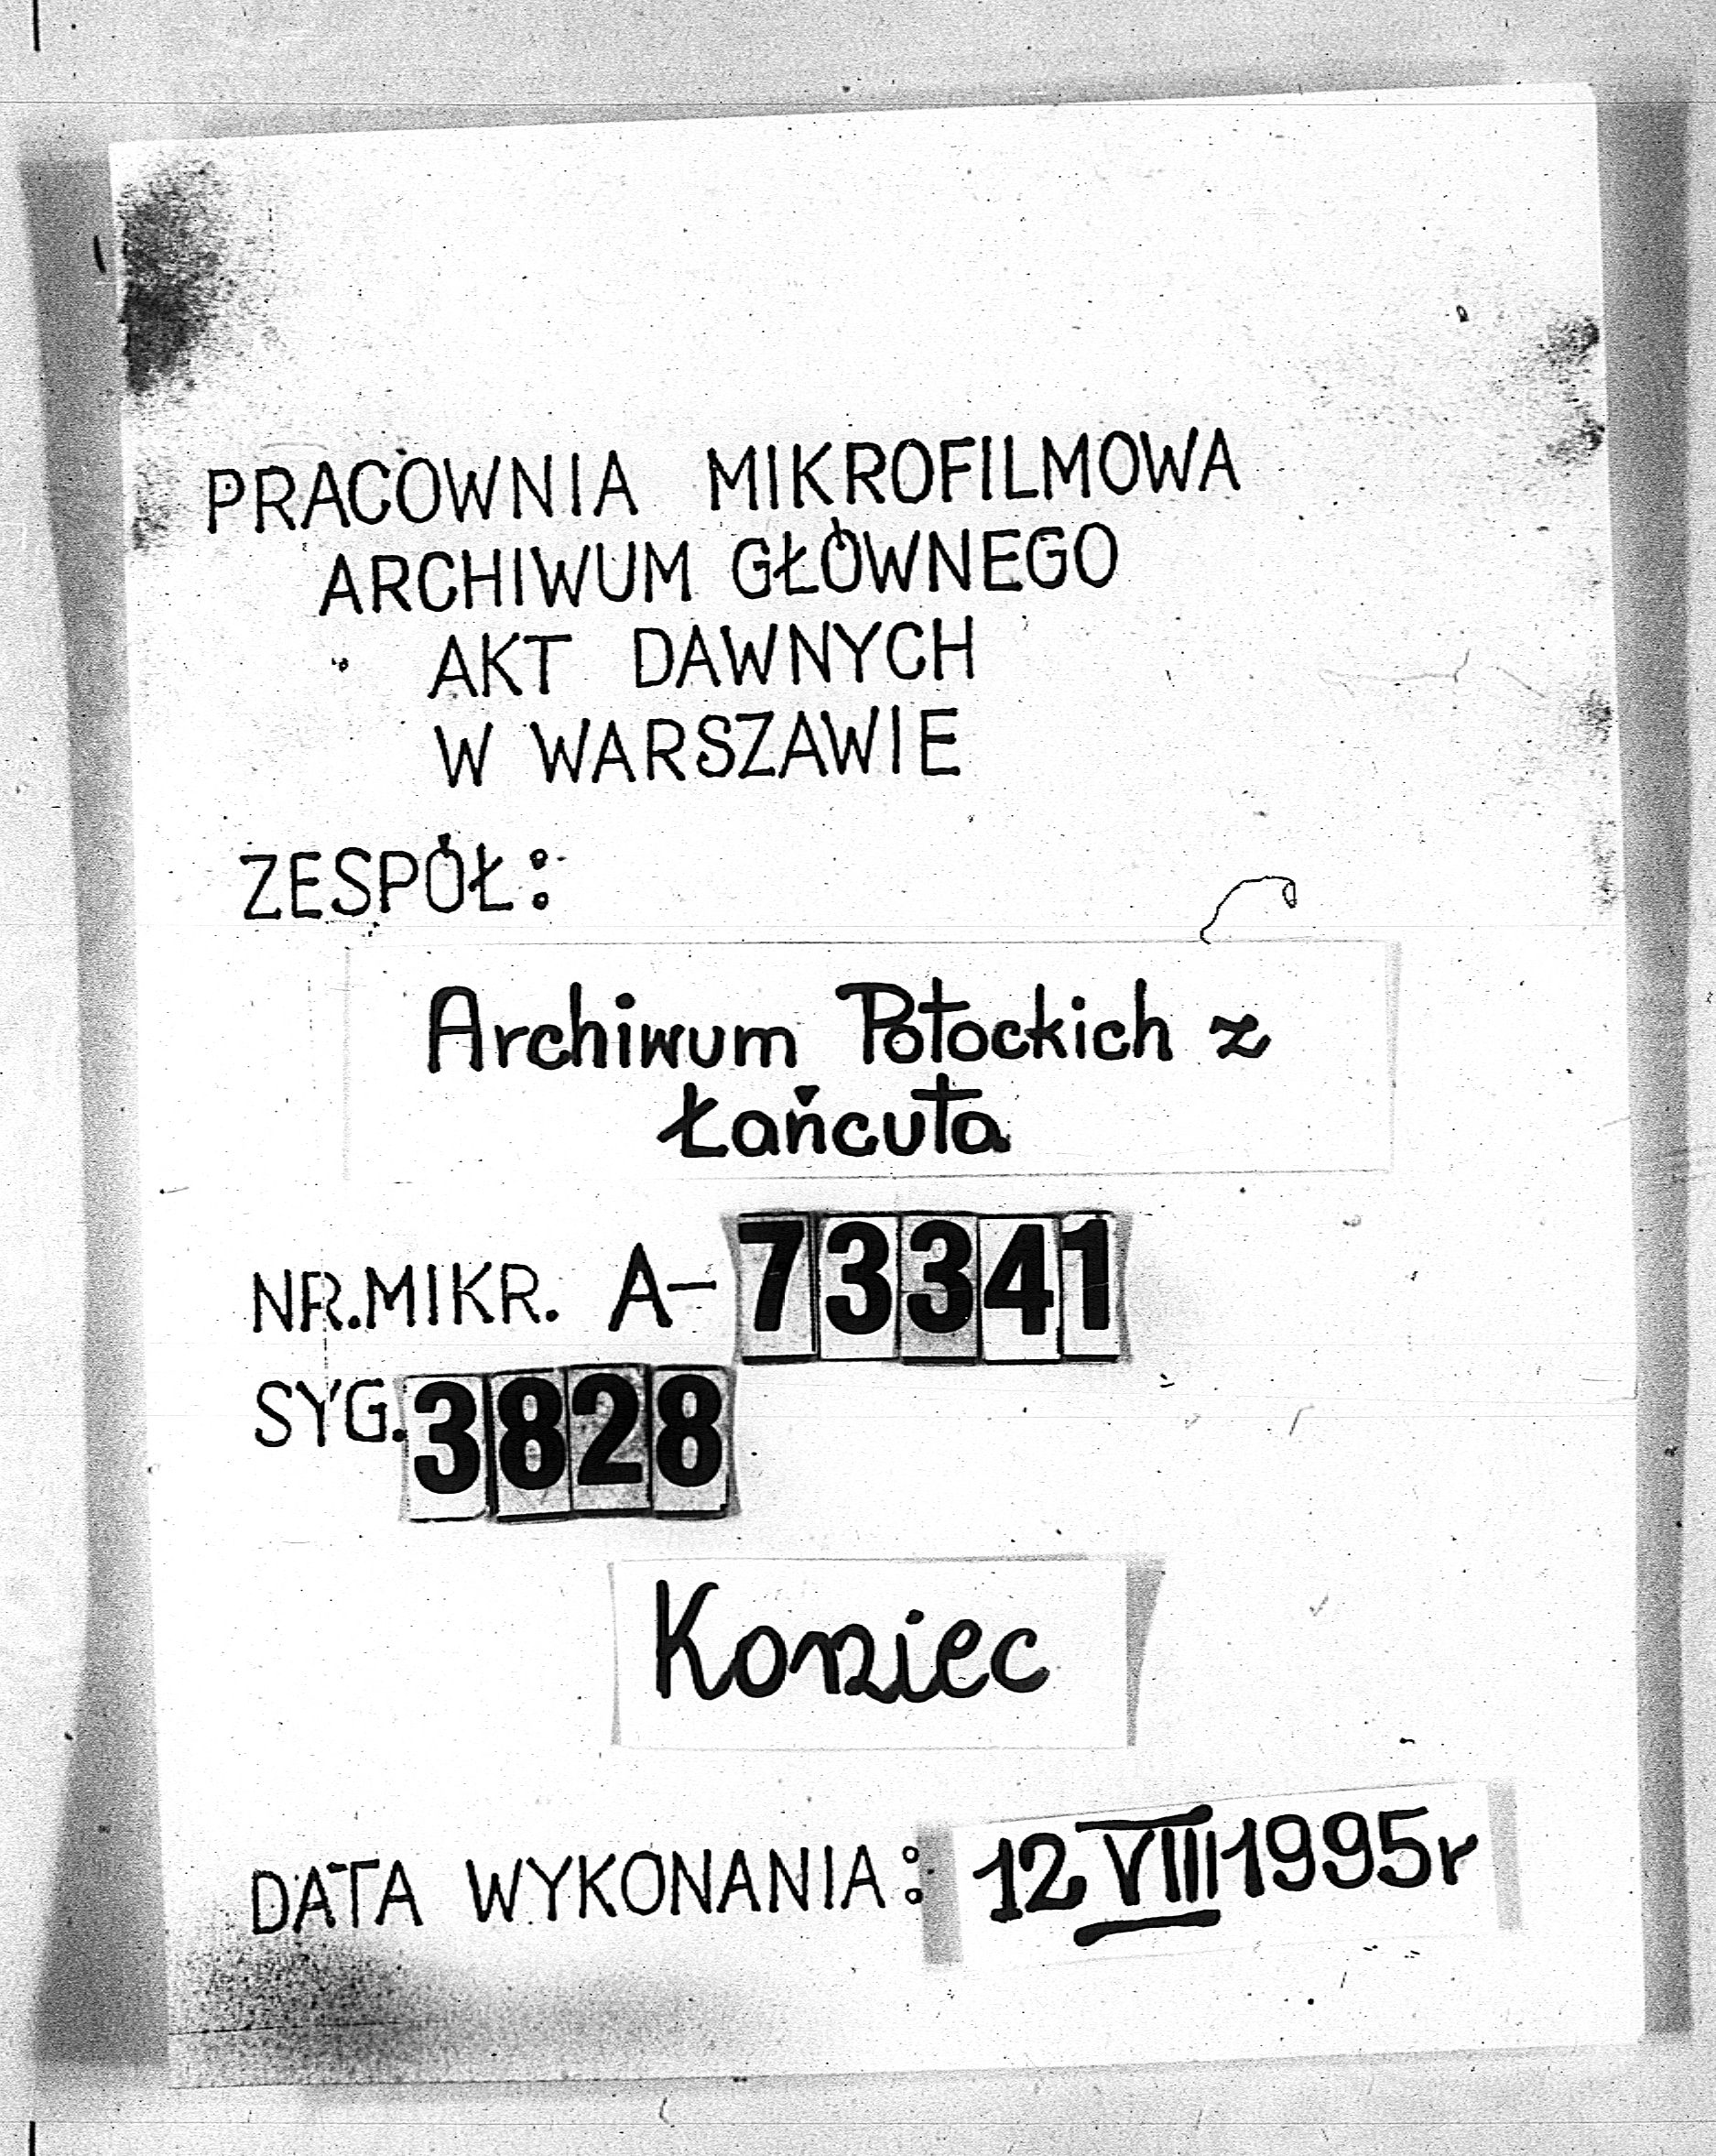 PRACOWNIA MIKROFILMOWA
ARCHIWUM GŁÓWNEGO
AKT DAWNYCH
W WARSZAWIE
ZESPÓŁ:
Archiwum Potockich z
Łańcuta
NR.MIKR. A-73341
SYG. 3828
Koniec
DATA WYKONANIA: 12 VIII 1995r